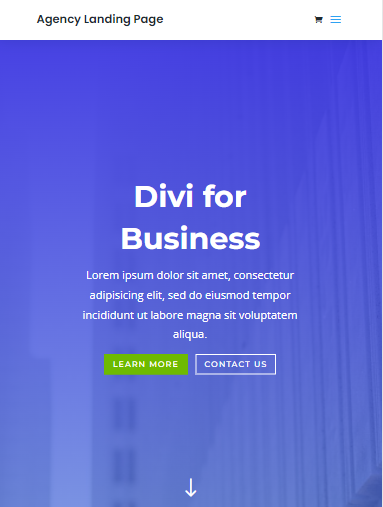 Agency Landing Page
Divi for
Business
Lorem ipsum dolor sit amet, consectetur
adipisicing elit, sed do eiusmod tempor
incididunt ut labore magna sit voluptatem
aliqua.
LEARN MORE
CONTACT US